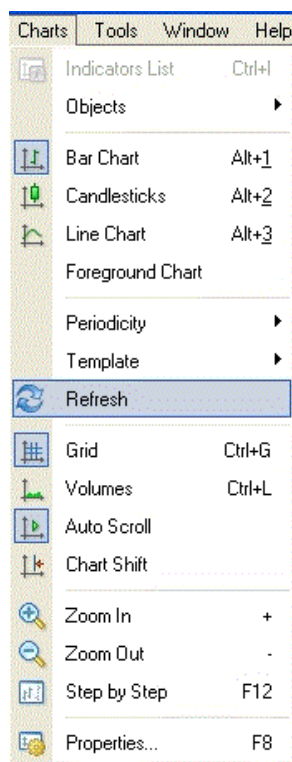 Charts Tools Window Help
Indicators List Ctrl+I
Objects
Bar Chart Alt+1
Candlesticks Alt+2
Line Chart Alt+3
Foreground Chart
Periodicity
Template
Refresh
Grid Ctrl+G
Volumes Ctrl+L
Auto Scroll
Chart Shift
Zoom In +
Zoom Out -
Step by Step F12
Properties... F8